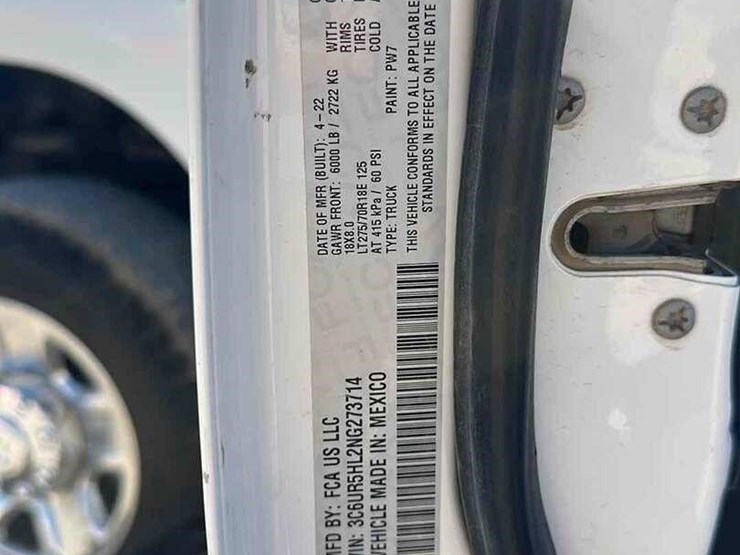 MFD BY: FCA US LLC
VIN: 3C6UR5HL2NG273714
VEHICLE MADE IN: MEXICO
DATE OF MFR (BUILT): 4-22
GAWR FRONT: 6000 LB / 2722 KG WITH
18X8.0 RIMS
LT275/70R18E 125 TIRES
AT 415 kPa / 60 PSI COLD
TYPE: TRUCK PAINT: PW7
THIS VEHICLE CONFORMS TO ALL APPLICABLE
STANDARDS IN EFFECT ON THE DATE